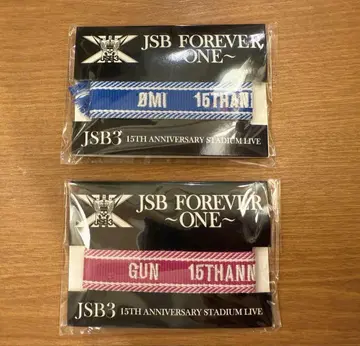 JSB FOREVER
~ONE~
ØMI 15THAN
JSB3 15TH ANNIVERSARY STADIUM LIVE
JSB FOREVER
~ONE~
GUN 15THANN
JSB3 15TH ANNIVERSARY STADIUM LIVE